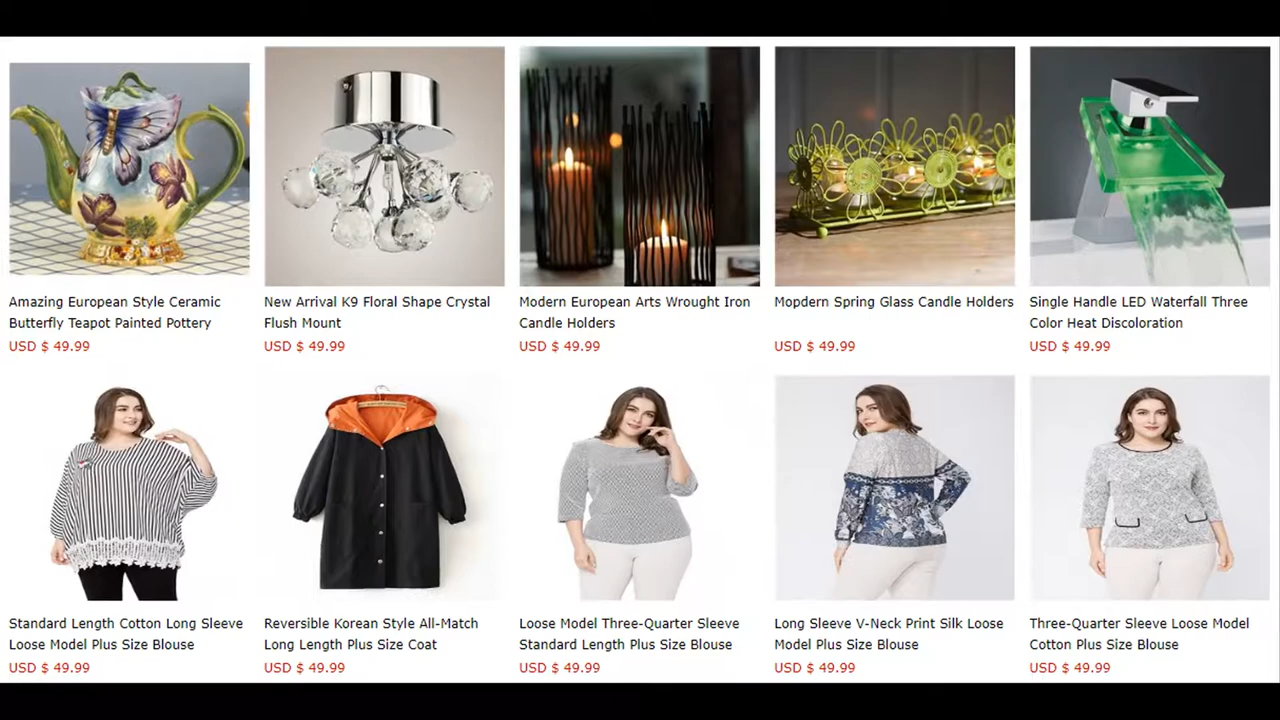 Amazing European Style Ceramic
Butterfly Teapot Painted Pottery
USD $ 49.99
New Arrival K9 Floral Shape Crystal
Flush Mount
USD $ 49.99
Modern European Arts Wrought Iron
Candle Holders
USD $ 49.99
Mopdern Spring Glass Candle Holders
USD $ 49.99
Single Handle LED Waterfall Three
Color Heat Discoloration
USD $ 49.99
Standard Length Cotton Long Sleeve
Loose Model Plus Size Blouse
USD $ 49.99
Reversible Korean Style All-Match
Long Length Plus Size Coat
USD $ 49.99
Loose Model Three-Quarter Sleeve
Standard Length Plus Size Blouse
USD $ 49.99
Long Sleeve V-Neck Print Silk Loose
Model Plus Size Blouse
USD $ 49.99
Three-Quarter Sleeve Loose Model
Cotton Plus Size Blouse
USD $ 49.99